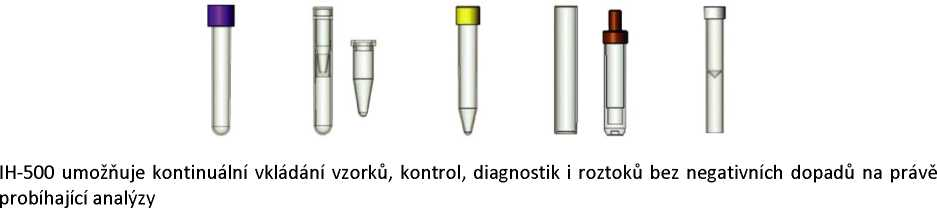 IH-500 umožňuje kontinuální vkládání vzorků, kontrol, diagnostik i roztoků bez negativních dopadů na právě
probíhající analýzy